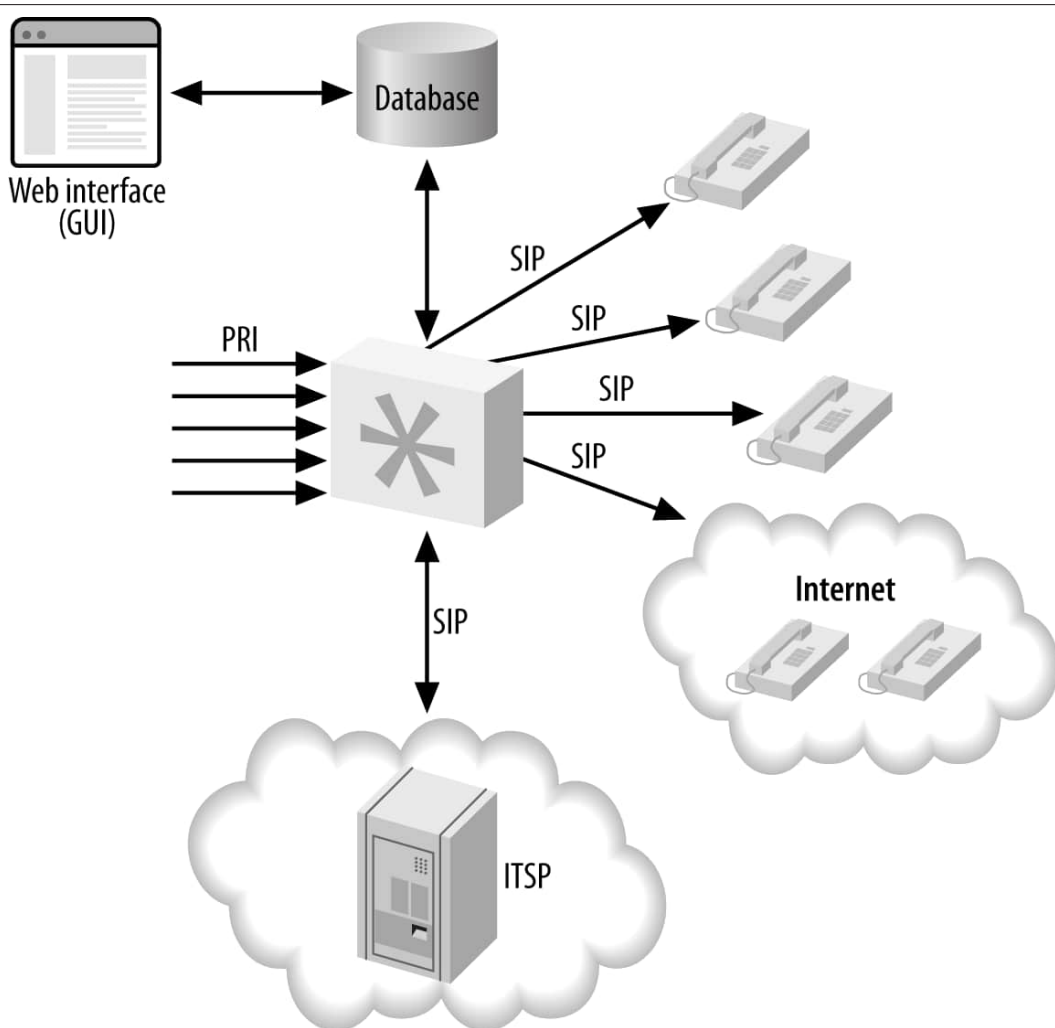 Database
Web interface
(GUI)
SIP
SIP
PRI
SIP
SIP
Internet
SIP
ITSP